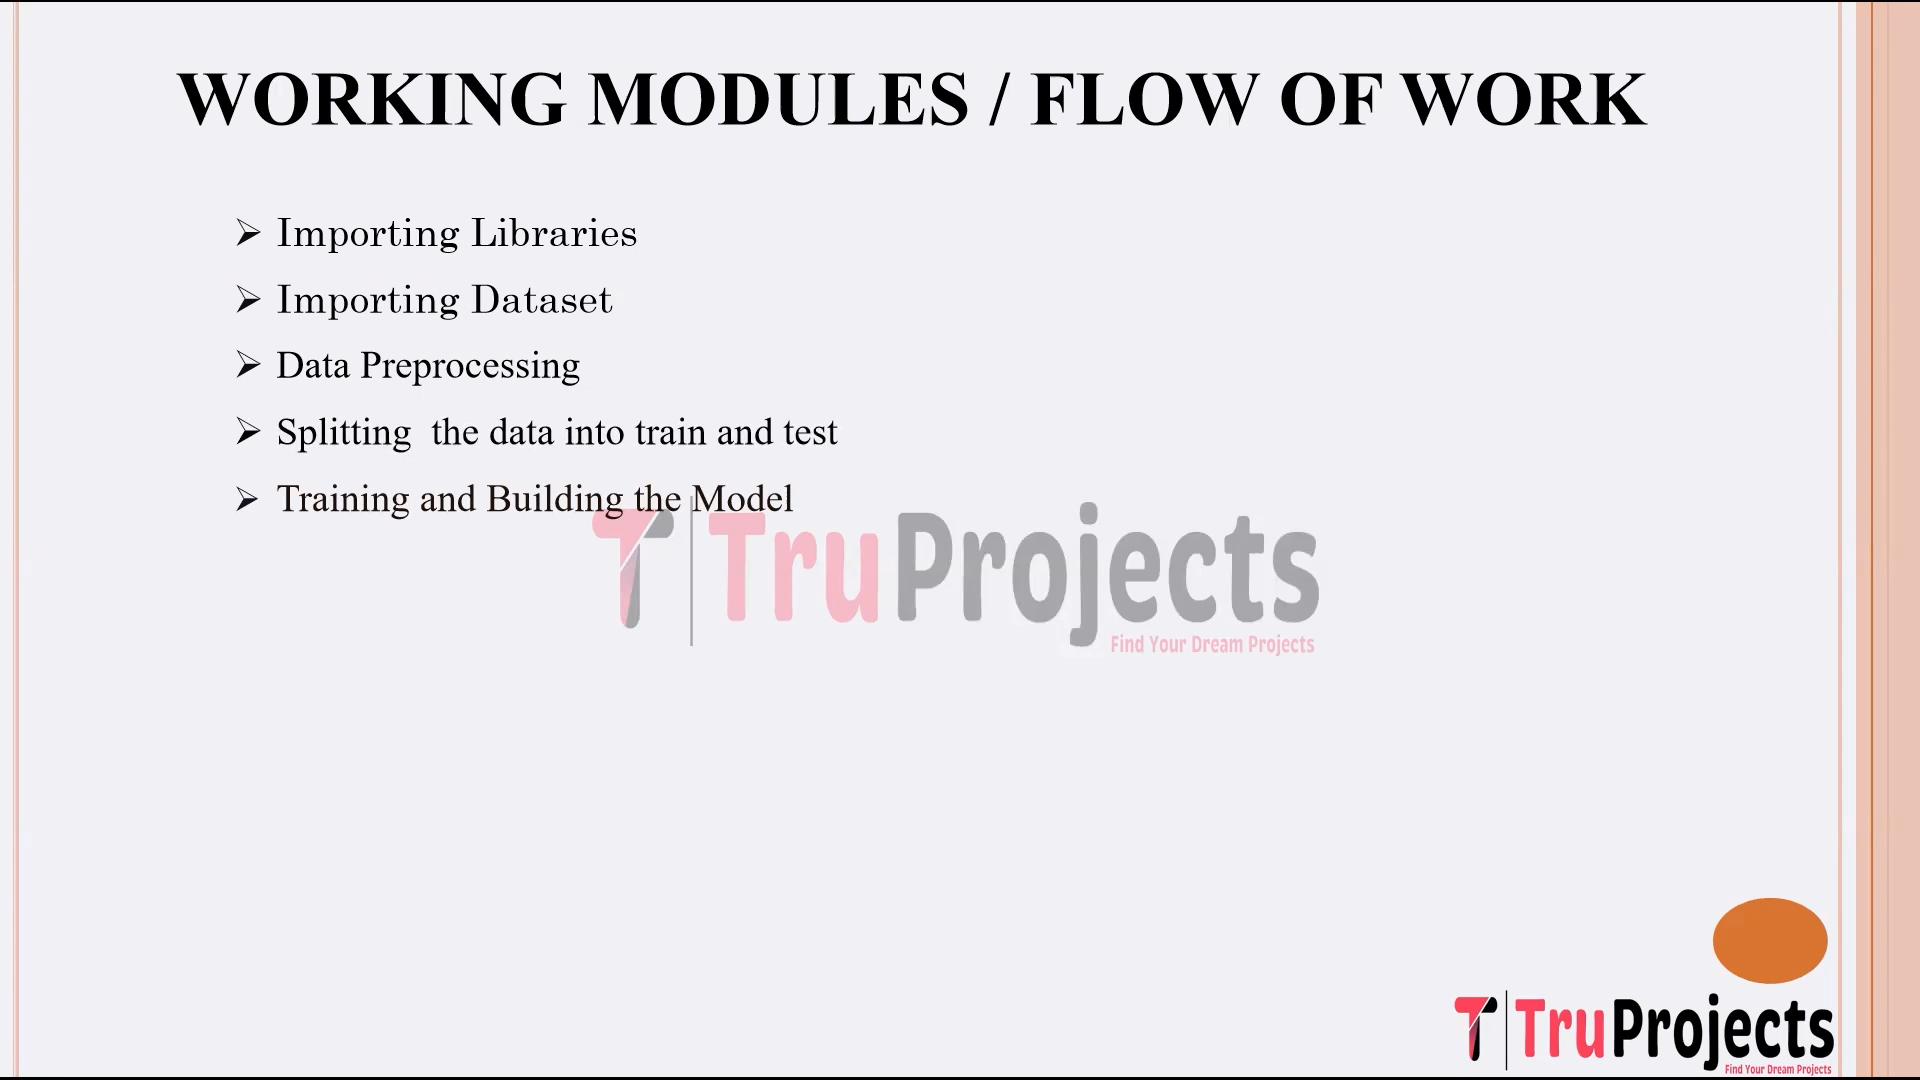 WORKING MODULES / FLOW OF WORK
Importing Libraries
Importing Dataset
Data Preprocessing
Splitting  the data into train and test
Training and Building the Model
TruProjects
Find Your Dream Projects
TruProjects
Find Your Dream Projects